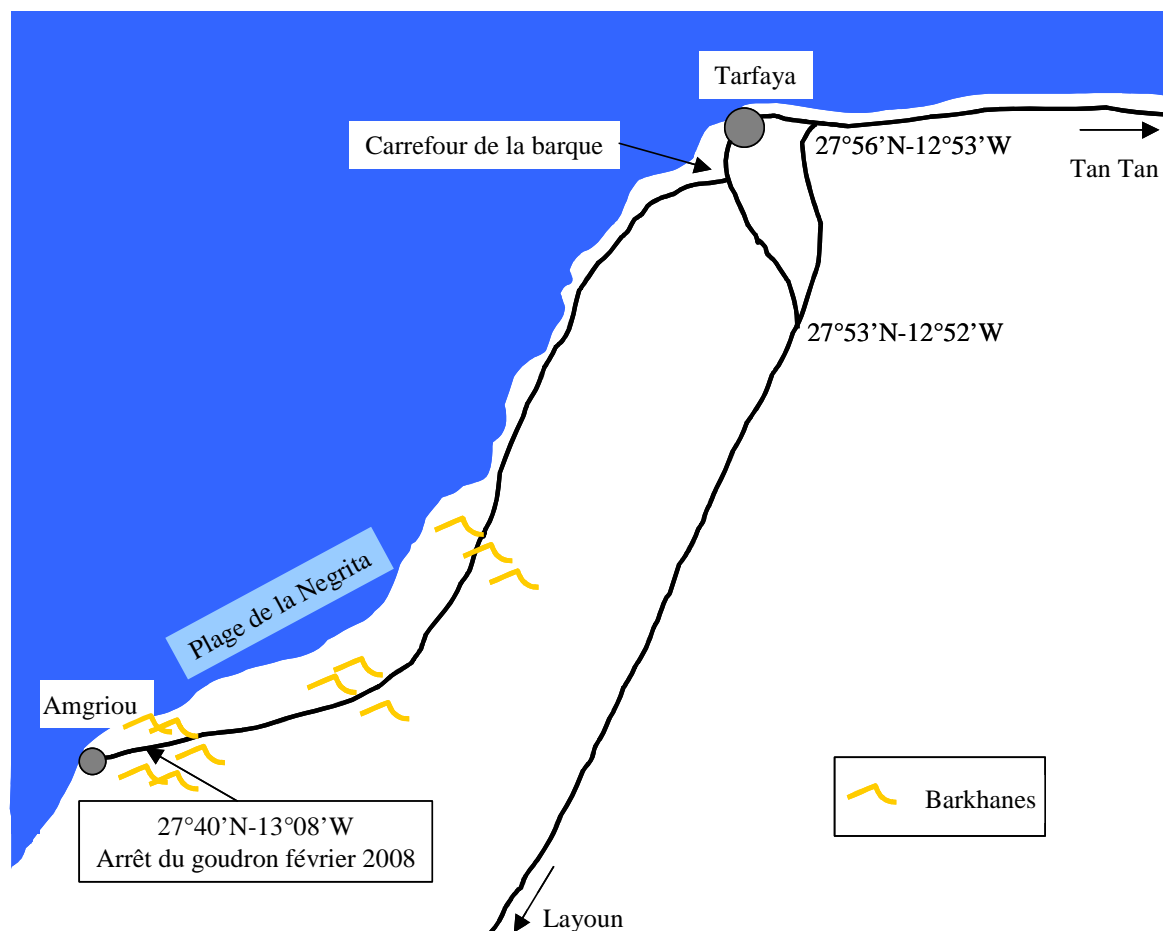 Tarfaya
Carrefour de la barque
27°56’N-12°53’W
Tan Tan
27°53’N-12°52’W
Plage de la Negrita
Amgriou
27°40’N-13°08’W
Arrêt du goudron février 2008
Barkhanes
Layoun